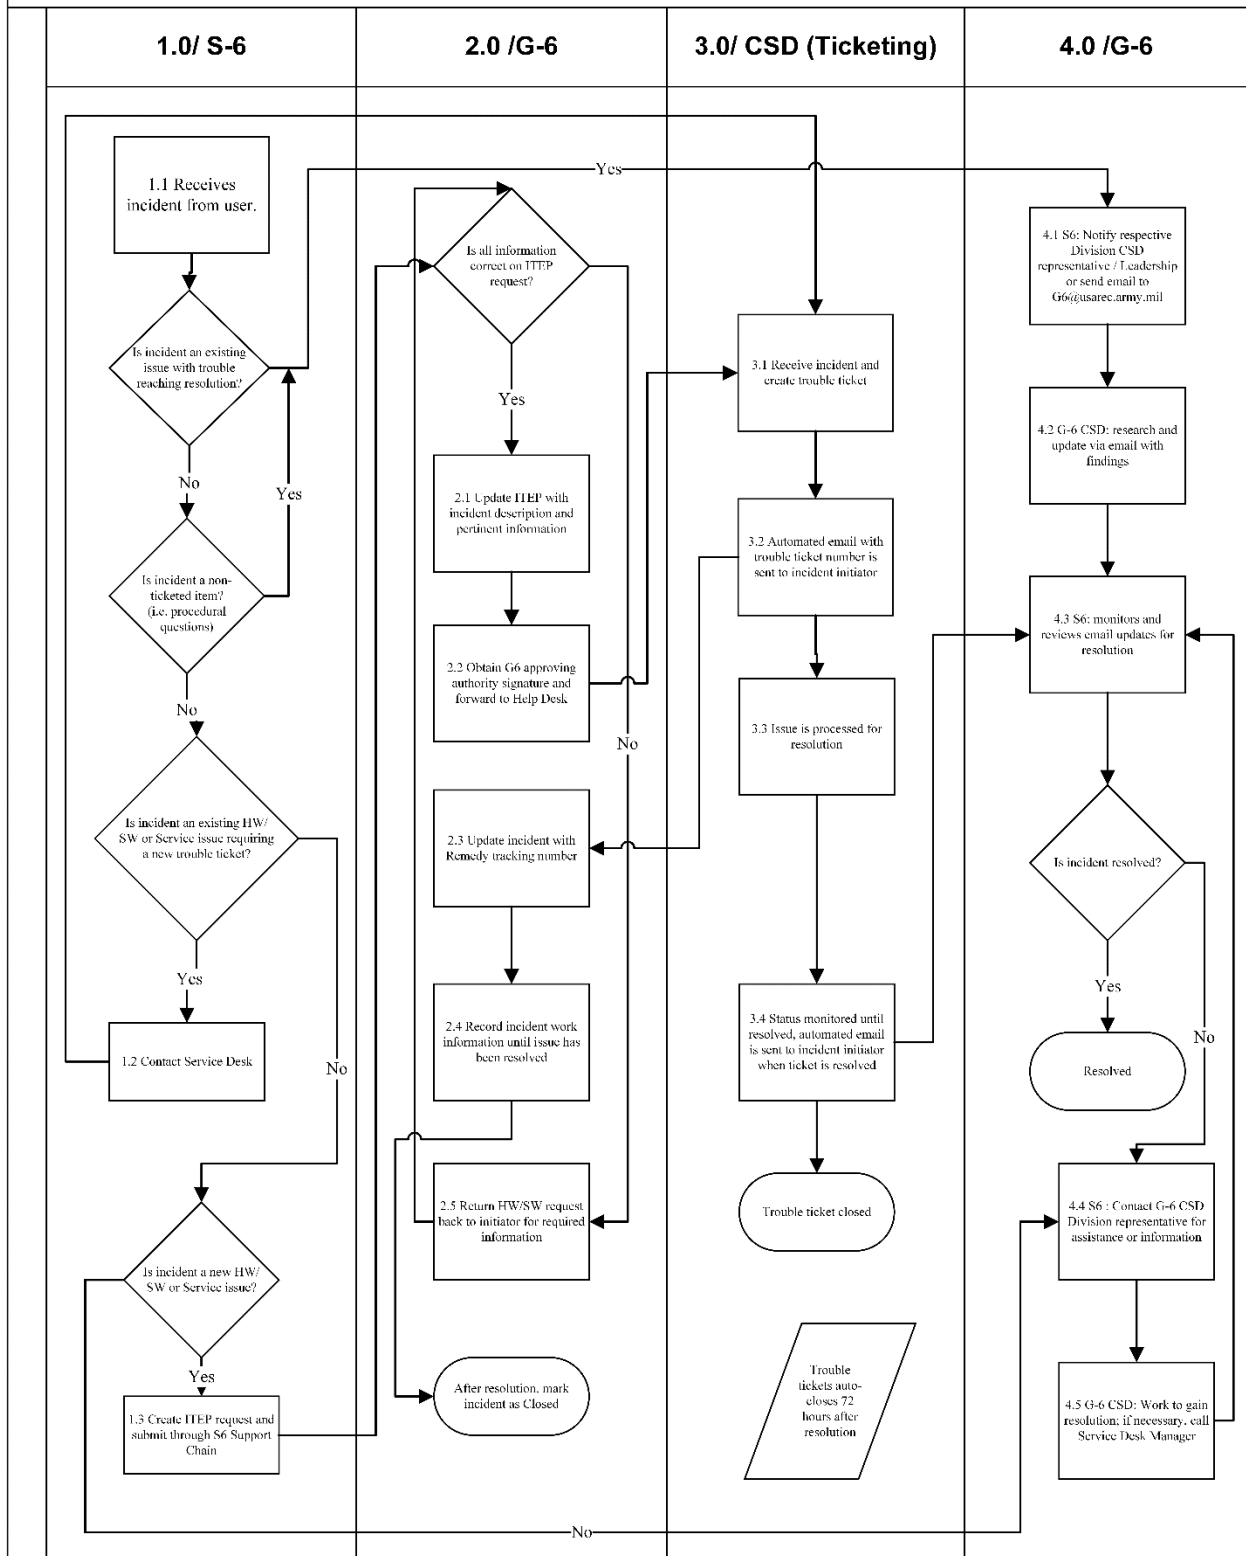 1.0/ S-6
2.0 /G-6
3.0/ CSD (Ticketing)
4.0 /G-6
1.1 Receives
incident from user.
Is incident an existing
issue with trouble
reaching resolution?
No
Yes
Is incident a non-
ticketed item?
(i.e. procedural
questions)
No
Is incident an existing HW/
SW or Service issue requiring
a new trouble ticket?
Yes
No
1.2 Contact Service Desk
Is incident a new HW/
SW or Service issue?
Yes
1.3 Create ITEP request and
submit through S6 Support
Chain
Yes
No
Is all information
correct on ITEP
request?
Yes
No
2.1 Update ITEP with
incident description and
pertinent information
2.2 Obtain G6 approving
authority signature and
forward to Help Desk
2.3 Update incident with
Remedy tracking number
2.4 Record incident work
information until issue has
been resolved
2.5 Return HW/SW request
back to initiator for required
information
After resolution, mark
incident as Closed
3.1 Receive incident and
create trouble ticket
3.2 Automated email with
trouble ticket number is
sent to incident initiator
3.3 Issue is processed for
resolution
3.4 Status monitored until
resolved, automated email
is sent to incident initiator
when ticket is resolved
Trouble ticket closed
Trouble
tickets auto-
closes 72
hours after
resolution
4.1 S6: Notify respective
Division CSD
representative / Leadership
or send email to
G6@usarec.army.mil
4.2 G-6 CSD: research and
update via email with
findings
4.3 S6: monitors and
reviews email updates for
resolution
Is incident resolved?
Yes
No
Resolved
4.4 S6 : Contact G-6 CSD
Division representative for
assistance or information
4.5 G-6 CSD: Work to gain
resolution; if necessary, call
Service Desk Manager